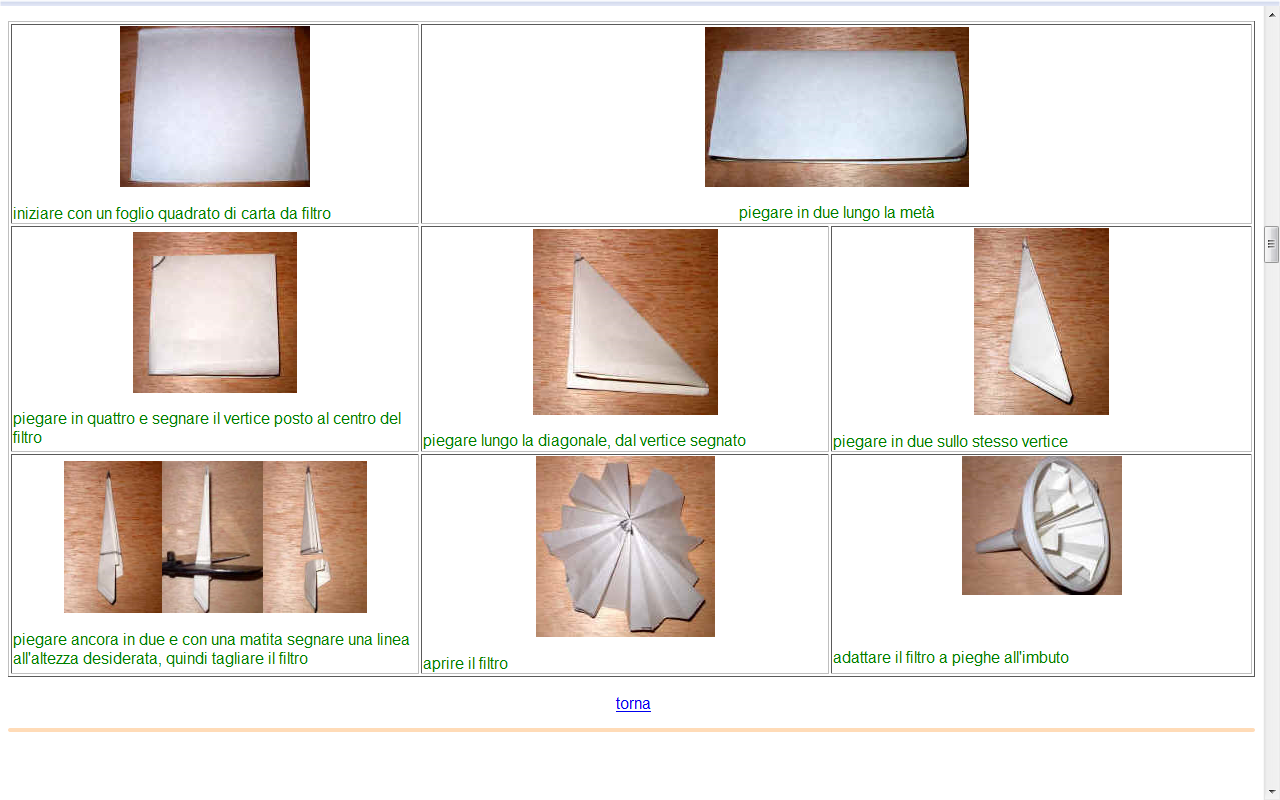 iniziare con un foglio quadrato di carta da filtro
piegare in due lungo la metà
piegare in quattro e segnare il vertice posto al centro del
filtro
piegare lungo la diagonale, dal vertice segnato
piegare in due sullo stesso vertice
piegare ancora in due e con una matita segnare una linea
all'altezza desiderata, quindi tagliare il filtro
aprire il filtro
adattare il filtro a pieghe all'imbuto
torna